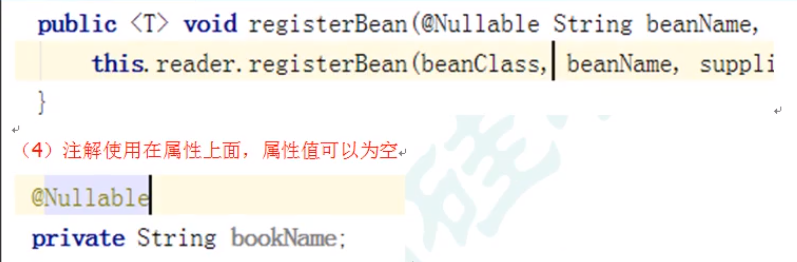 public <T> void registerBean(@Nullable String beanName,
this.reader.registerBean(beanClass, beanName, suppli
}
（4）注解使用在属性上面，属性值可以为空
@Nullable
private String bookName;